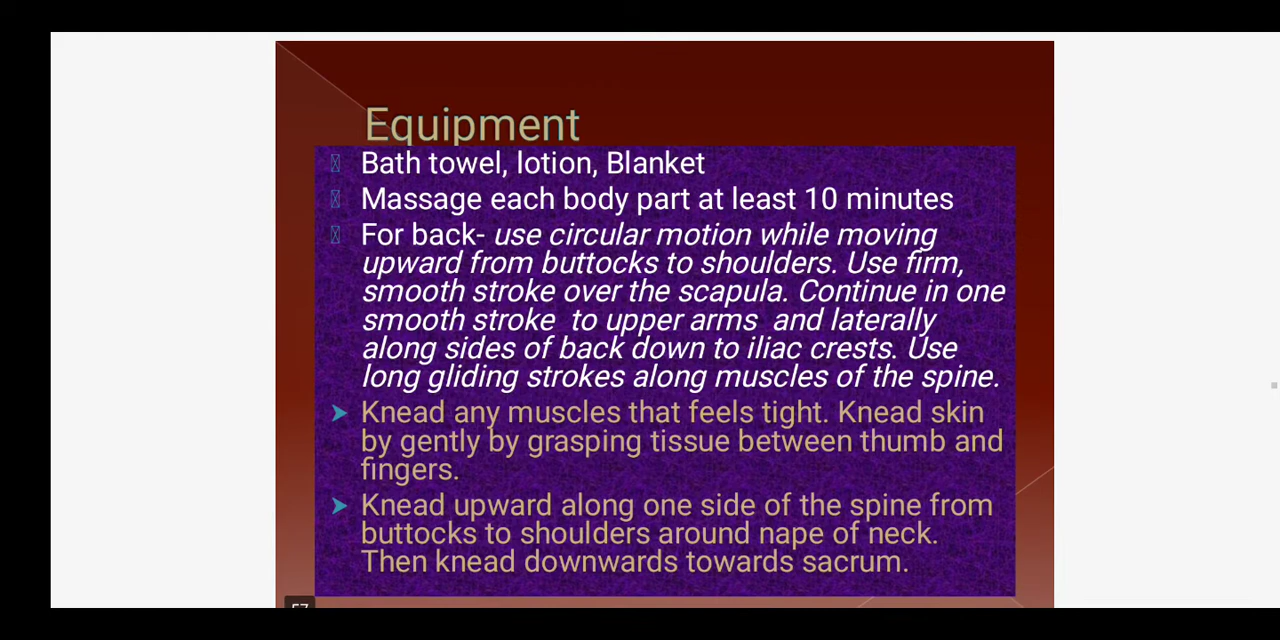 Equipment
Bath towel, lotion, Blanket
Massage each body part at least 10 minutes
For back- use circular motion while moving
upward from buttocks to shoulders. Use firm,
smooth stroke over the scapula. Continue in one
smooth stroke to upper arms and laterally
along sides of back down to iliac crests. Use
long gliding strokes along muscles of the spine.
Knead any muscles that feels tight. Knead skin
by gently by grasping tissue between thumb and
fingers.
Knead upward along one side of the spine from
buttocks to shoulders around nape of neck.
Then knead downwards towards sacrum.